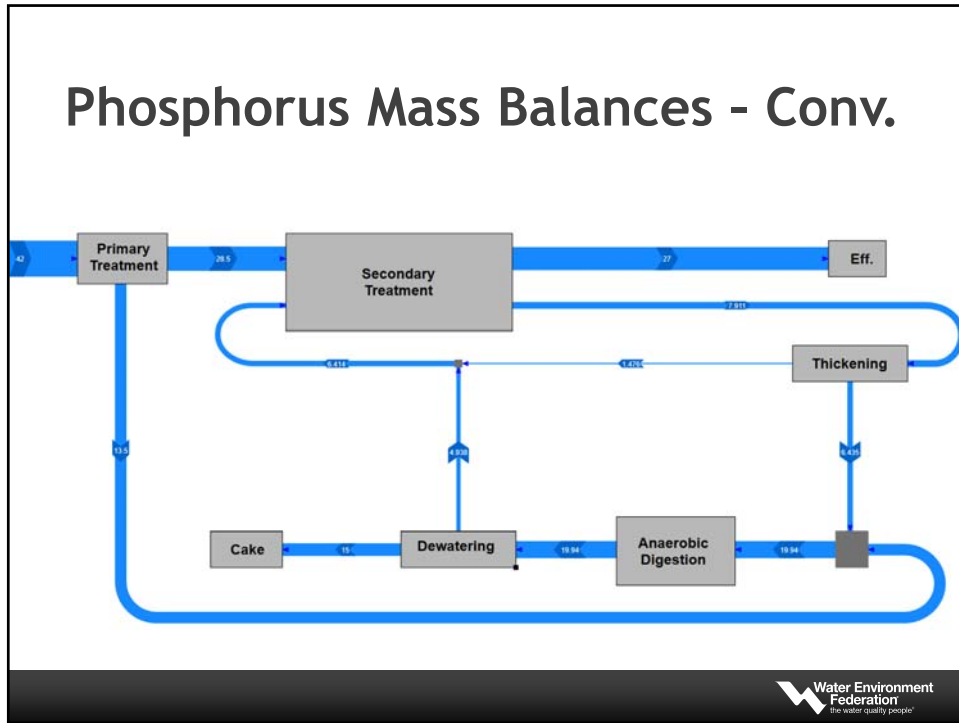 Phosphorus Mass Balances - Conv.
42
Primary
Treatment
28.5
Secondary
Treatment
27
Eff.
7.911
6.414
1.476
Thickening
13.5
4.938
6.435
Cake
15
Dewatering
19.94
Anaerobic
Digestion
19.94
Water Environment
Federation
the water quality people®